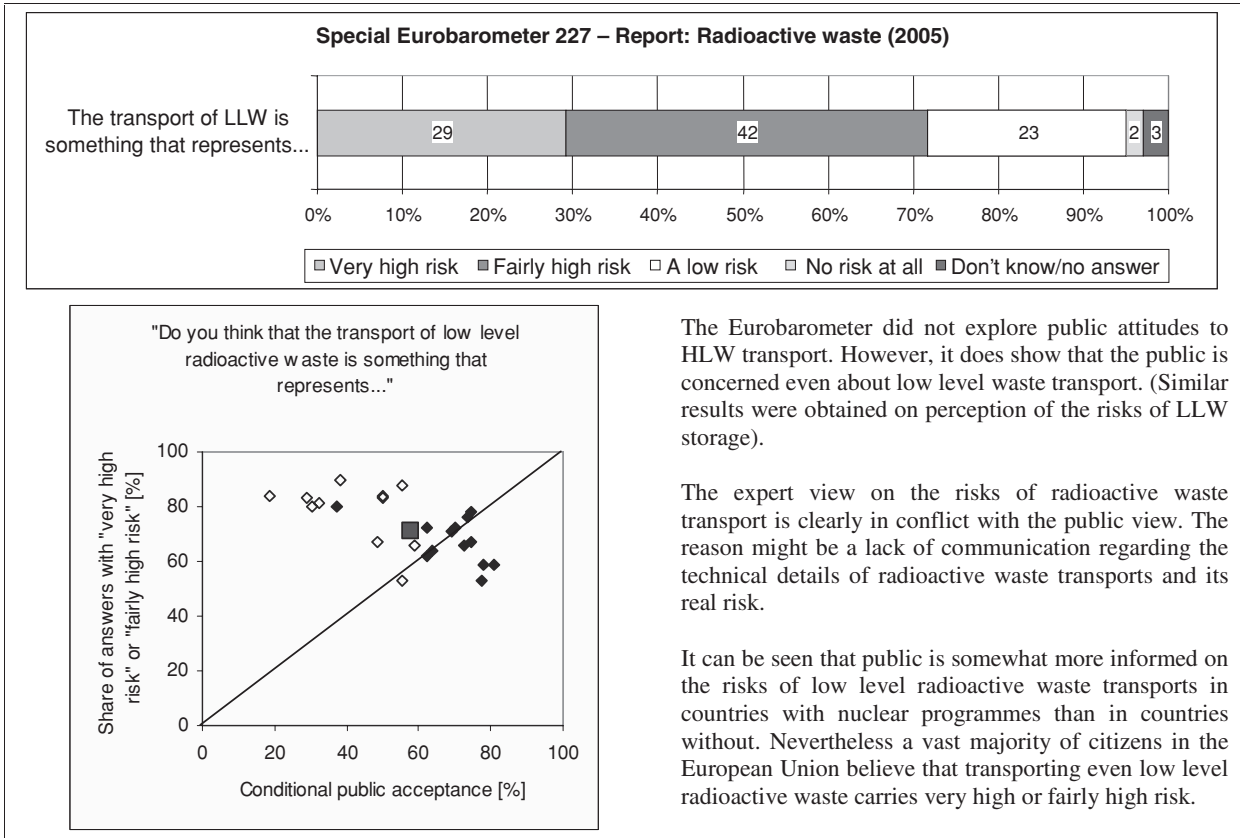 Special Eurobarometer 227 – Report: Radioactive waste (2005)
The transport of LLW is
something that represents...
29 42 23 2 3
0% 10% 20% 30% 40% 50% 60% 70% 80% 90% 100%
Very high risk Fairly high risk A low risk No risk at all Don't know/no answer
"Do you think that the transport of low level
radioactive waste is something that
represents..."
Share of answers with "very high
risk" or "fairly high risk" [%]
100
80
60
40
20
0
0 20 40 60 80 100
Conditional public acceptance [%]
The Eurobarometer did not explore public attitudes to
HLW transport. However, it does show that the public is
concerned even about low level waste transport. (Similar
results were obtained on perception of the risks of LLW
storage).
The expert view on the risks of radioactive waste
transport is clearly in conflict with the public view. The
reason might be a lack of communication regarding the
technical details of radioactive waste transports and its
real risk.
It can be seen that public is somewhat more informed on
the risks of low level radioactive waste transports in
countries with nuclear programmes than in countries
without. Nevertheless a vast majority of citizens in the
European Union believe that transporting even low level
radioactive waste carries very high or fairly high risk.